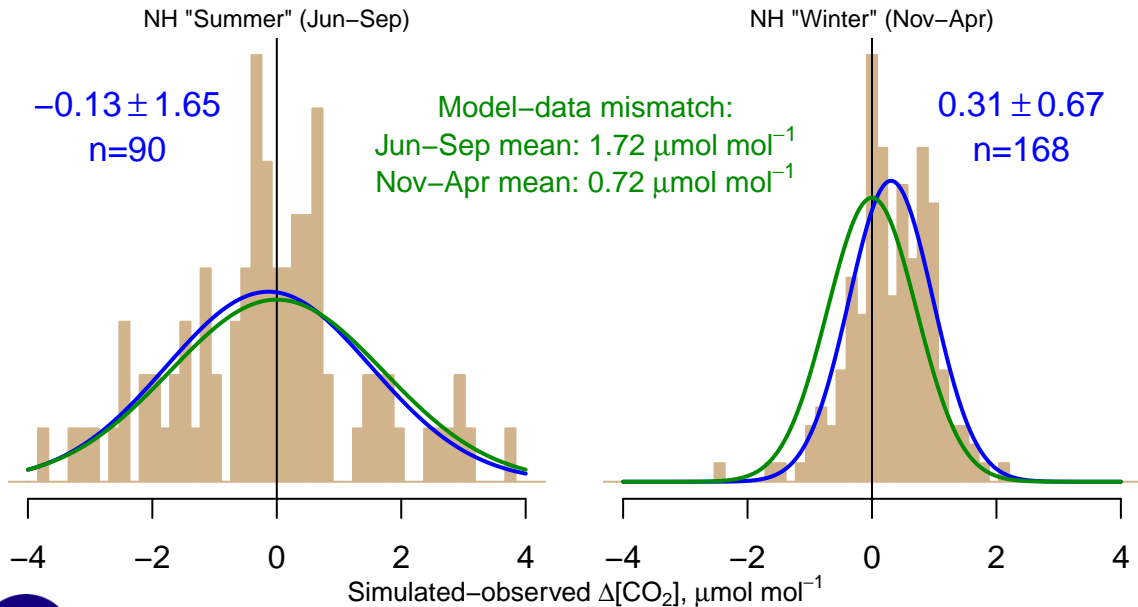 NH "Summer" (Jun−Sep)
−0.13 ± 1.65
n=90
Model−data mismatch:
Jun−Sep mean: 1.72 μmol mol⁻¹
Nov−Apr mean: 0.72 μmol mol⁻¹
NH "Winter" (Nov−Apr)
0.31 ± 0.67
n=168
−4 −2 0 2 4
−4 −2 0 2 4
Simulated−observed Δ[CO₂], μmol mol⁻¹